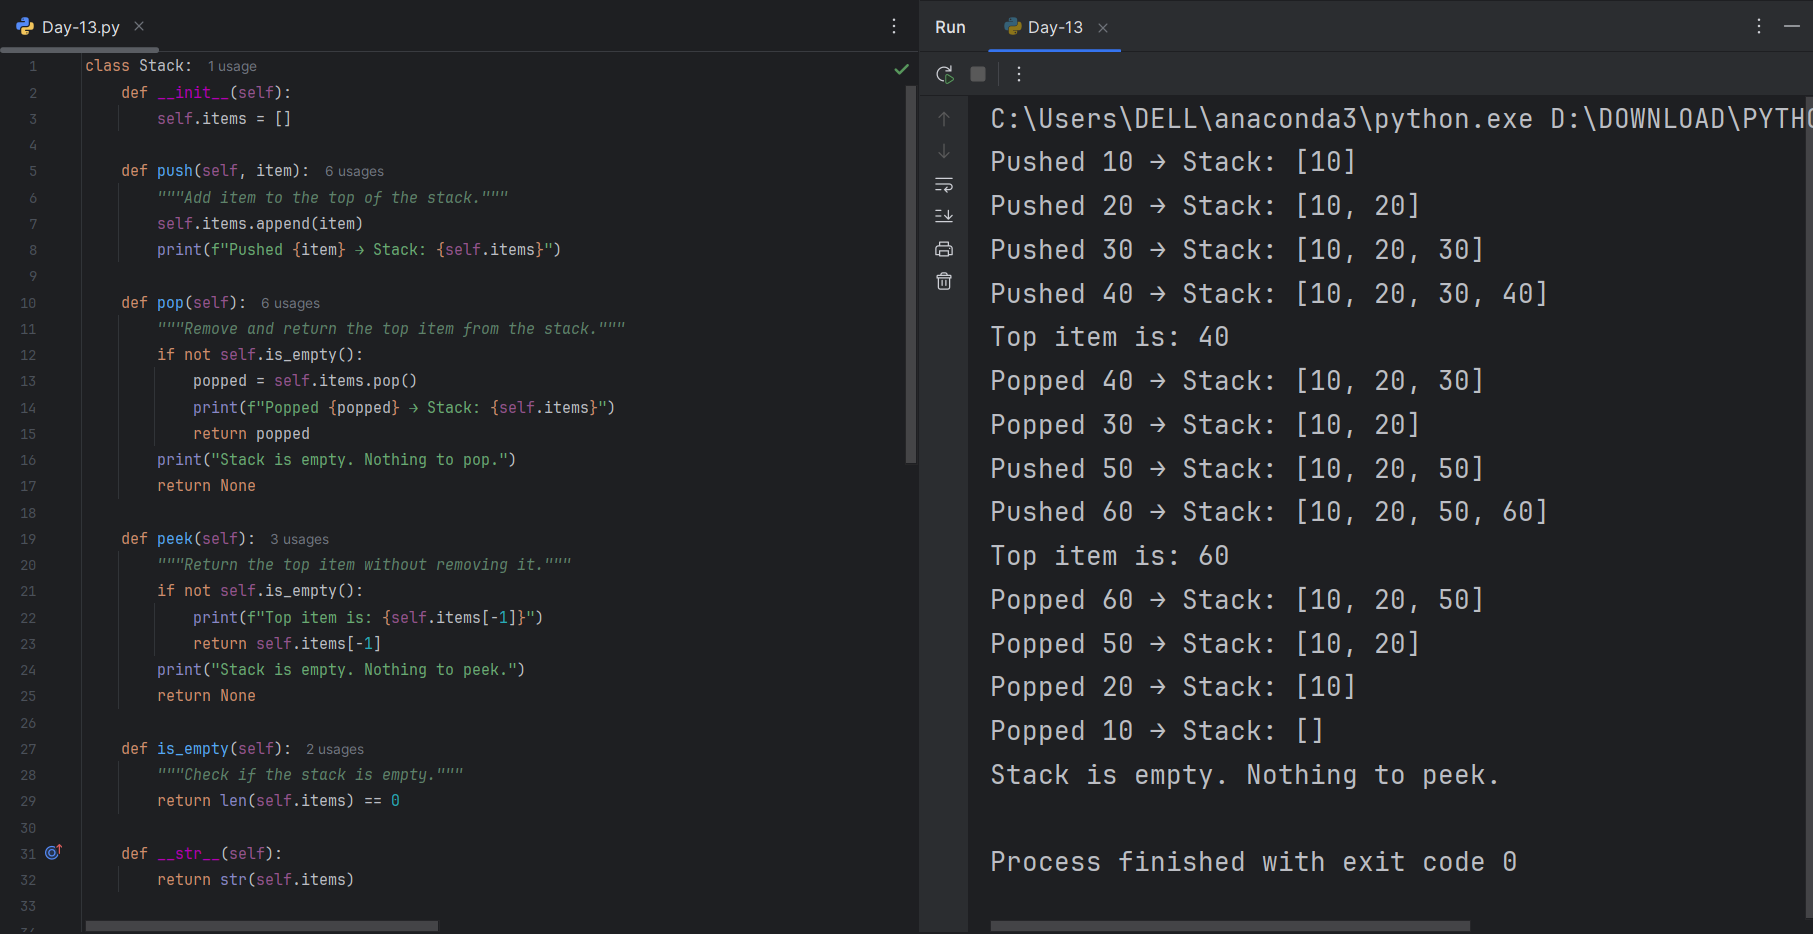 Day-13.py
1 class Stack: 1 usage
2 def __init__(self):
3 self.items = []
4
5 def push(self, item): 6 usages
6 """Add item to the top of the stack."""
7 self.items.append(item)
8 print(f"Pushed {item} → Stack: {self.items}")
9
10 def pop(self): 6 usages
11 """Remove and return the top item from the stack."""
12 if not self.is_empty():
13 popped = self.items.pop()
14 print(f"Popped {popped} → Stack: {self.items}")
15 return popped
16 print("Stack is empty. Nothing to pop.")
17 return None
18
19 def peek(self): 3 usages
20 """Return the top item without removing it."""
21 if not self.is_empty():
22 print(f"Top item is: {self.items[-1]}")
23 return self.items[-1]
24 print("Stack is empty. Nothing to peek.")
25 return None
26
27 def is_empty(self): 2 usages
28 """Check if the stack is empty."""
29 return len(self.items) == 0
30
31 def __str__(self):
32 return str(self.items)
33
Run Day-13
C:\Users\DELL\anaconda3\python.exe D:\DOWNLOAD\PYTHO
Pushed 10 → Stack: [10]
Pushed 20 → Stack: [10, 20]
Pushed 30 → Stack: [10, 20, 30]
Pushed 40 → Stack: [10, 20, 30, 40]
Top item is: 40
Popped 40 → Stack: [10, 20, 30]
Popped 30 → Stack: [10, 20]
Pushed 50 → Stack: [10, 20, 50]
Pushed 60 → Stack: [10, 20, 50, 60]
Top item is: 60
Popped 60 → Stack: [10, 20, 50]
Popped 50 → Stack: [10, 20]
Popped 20 → Stack: [10]
Popped 10 → Stack: []
Stack is empty. Nothing to peek.
Process finished with exit code 0